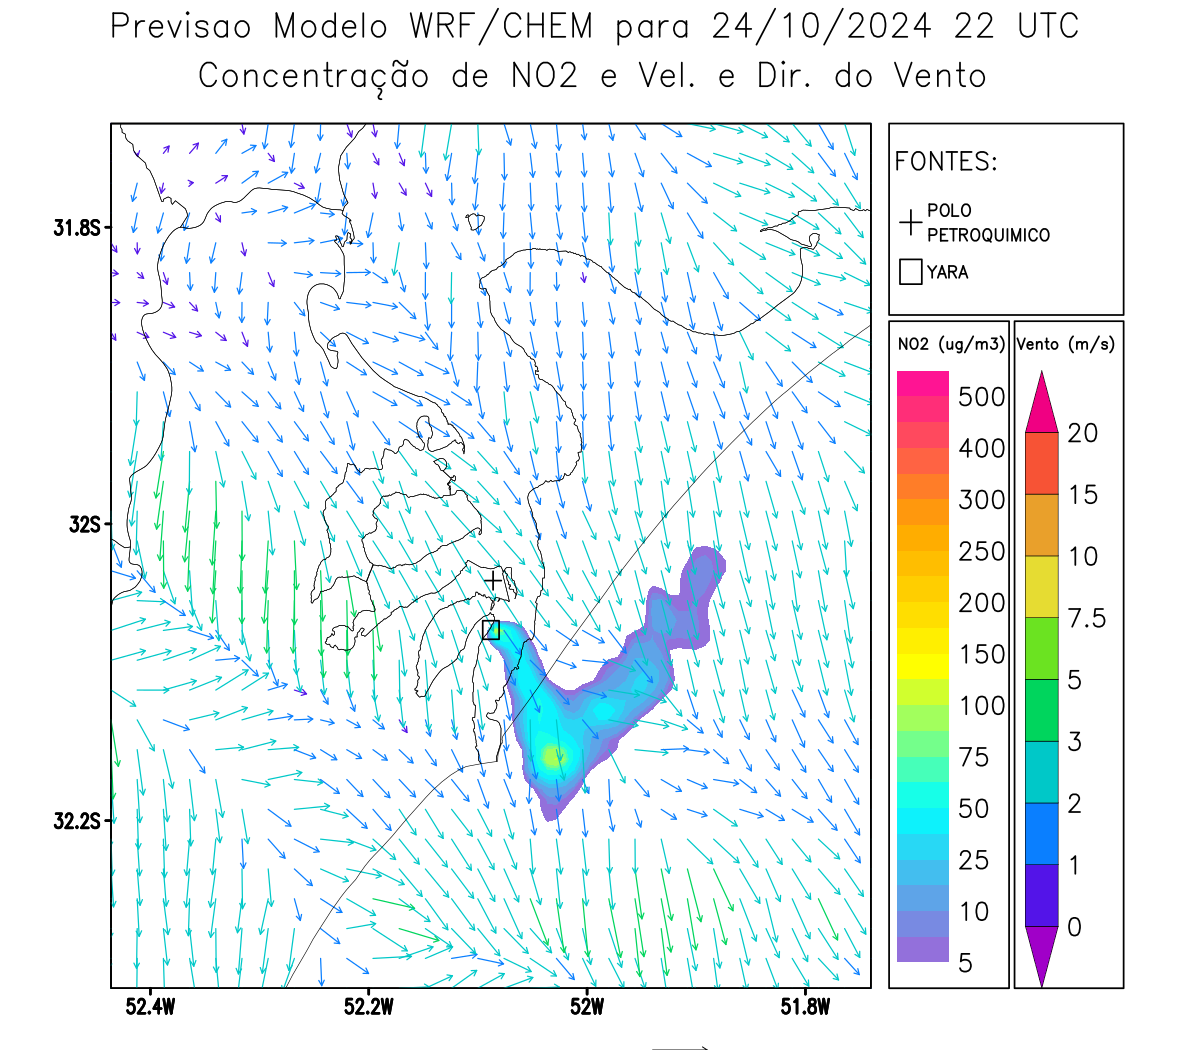 Previsao Modelo WRF/CHEM para 24/10/2024 22 UTC
Concentração de NO2 e Vel. e Dir. do Vento
FONTES:
POLO
PETROQUIMICO
YARA
31.8S
32S
32.2S
52.4W
52.2W
52W
51.8W
NO2 (ug/m3)
500
400
300
250
200
150
100
75
50
25
10
5
Vento (m/s)
20
15
10
7.5
5
3
2
1
0